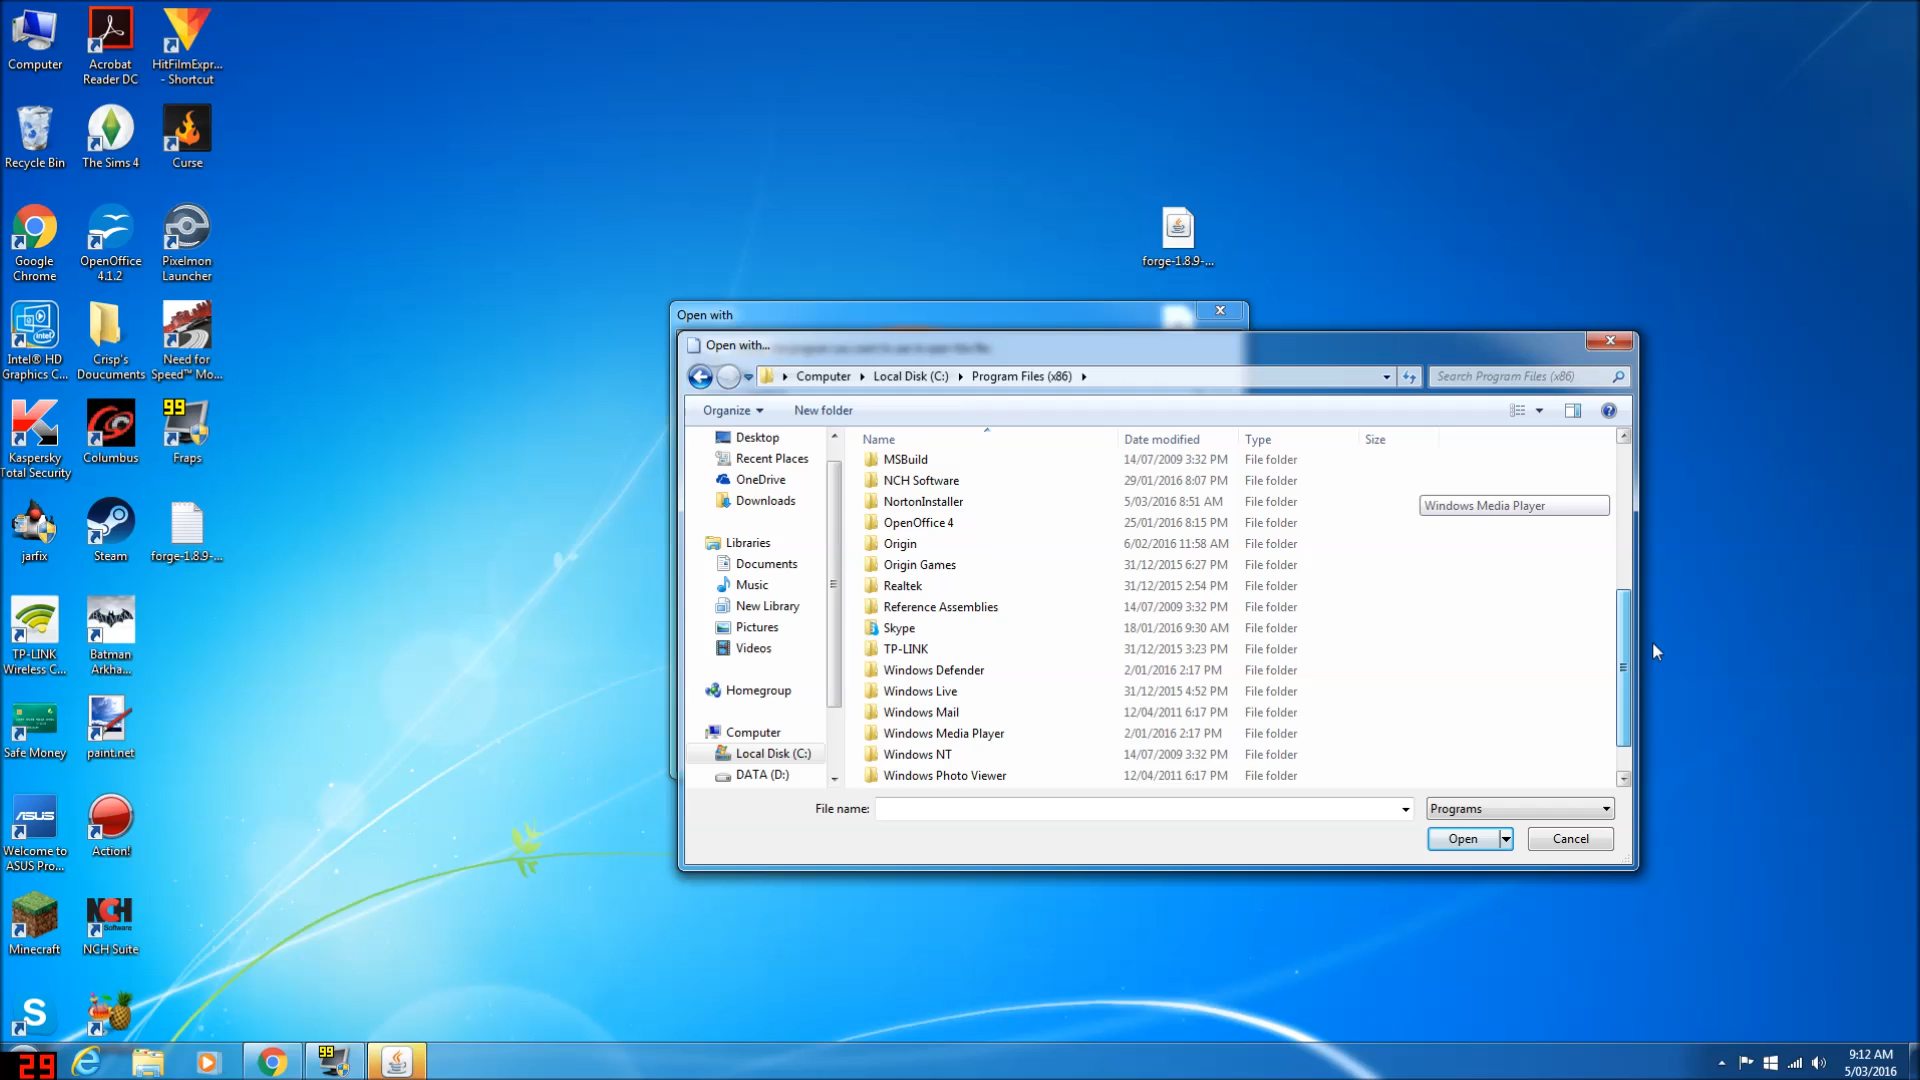 Computer
Acrobat
Reader DC
HitFilmExpr...
- Shortcut
Recycle Bin
The Sims 4
Curse
Google
Chrome
OpenOffice
4.1.2
Pixelmon
Launcher
Intel® HD
Graphics C...
Crisp's
Doucuments
Need for
Speed™ Mo...
Kaspersky
Total Security
Columbus
99
Fraps
jarfix
Steam
forge-1.8.9-...
TP-LINK
Wireless C...
Batman
Arkha...
Safe Money
paint.net
ASUS
Welcome to
ASUS Pro...
Action!
Minecraft
NCH
Software
NCH Suite
S
forge-1.8.9-...
Open with
Open with...
Computer
Local Disk (C:)
Program Files (x86)
Search Program Files (x86)
Organize
New folder
Desktop
Recent Places
OneDrive
Downloads
Libraries
Documents
Music
New Library
Pictures
Videos
Homegroup
Computer
Local Disk (C:)
DATA (D:)
Name Date modified Type Size
MSBuild 14/07/2009 3:32 PM File folder
NCH Software 29/01/2016 8:07 PM File folder
NortonInstaller 5/03/2016 8:51 AM File folder
OpenOffice 4 25/01/2016 8:15 PM File folder
Origin 6/02/2016 11:58 AM File folder
Origin Games 31/12/2015 6:27 PM File folder
Realtek 31/12/2015 2:54 PM File folder
Reference Assemblies 14/07/2009 3:32 PM File folder
Skype 18/01/2016 9:30 AM File folder
TP-LINK 31/12/2015 3:23 PM File folder
Windows Defender 2/01/2016 2:17 PM File folder
Windows Live 31/12/2015 4:52 PM File folder
Windows Mail 12/04/2011 6:17 PM File folder
Windows Media Player 2/01/2016 2:17 PM File folder
Windows NT 14/07/2009 3:32 PM File folder
Windows Photo Viewer 12/04/2011 6:17 PM File folder
Windows Media Player
File name:
Programs
Open
Cancel
29
99
9:12 AM
5/03/2016